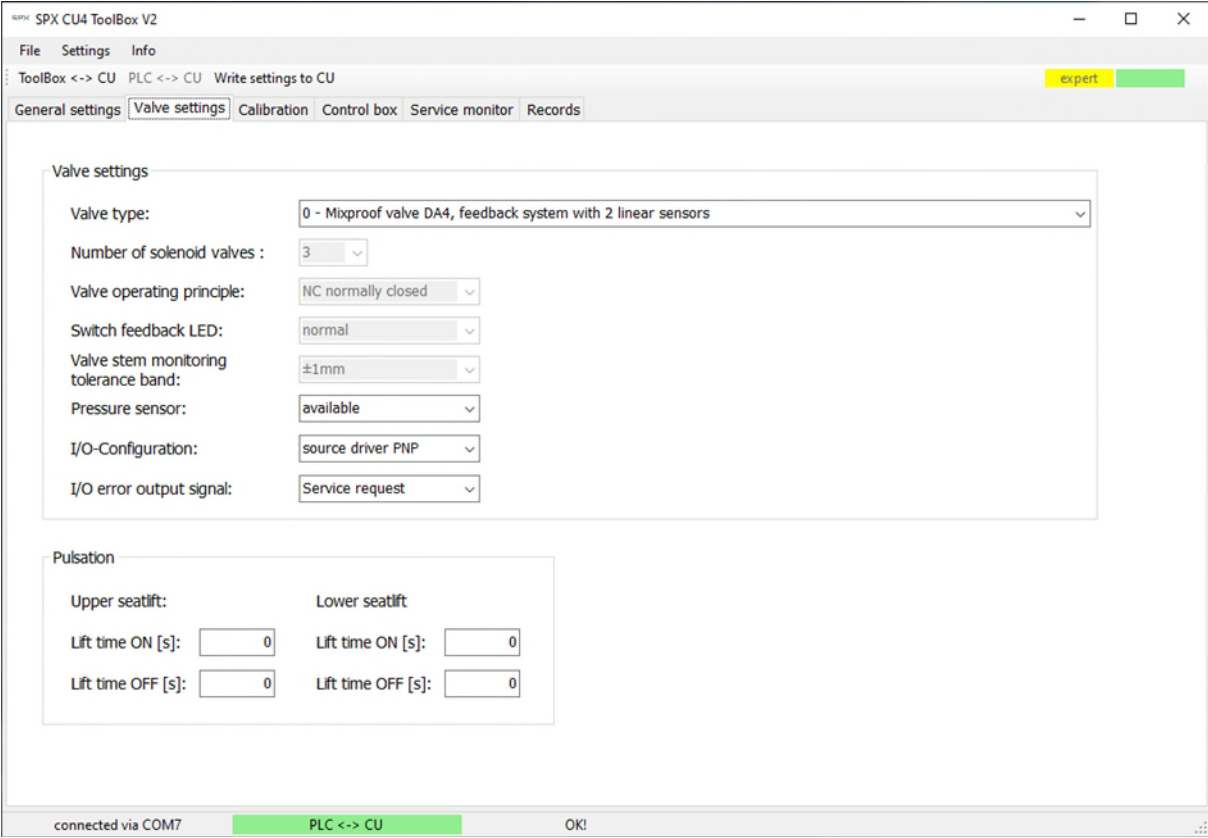 SPX SPX CU4 ToolBox V2
File Settings Info
ToolBox <-> CU PLC <-> CU Write settings to CU expert
General settings Valve settings Calibration Control box Service monitor Records
Valve settings
Valve type: 0 - Mixproof valve DA4, feedback system with 2 linear sensors
Number of solenoid valves : 3
Valve operating principle: NC normally closed
Switch feedback LED: normal
Valve stem monitoring
tolerance band: ±1mm
Pressure sensor: available
I/O-Configuration: source driver PNP
I/O error output signal: Service request
Pulsation
Upper seatlift: Lower seatlift
Lift time ON [s]: 0 Lift time ON [s]: 0
Lift time OFF [s]: 0 Lift time OFF [s]: 0
connected via COM7 PLC <-> CU OK!